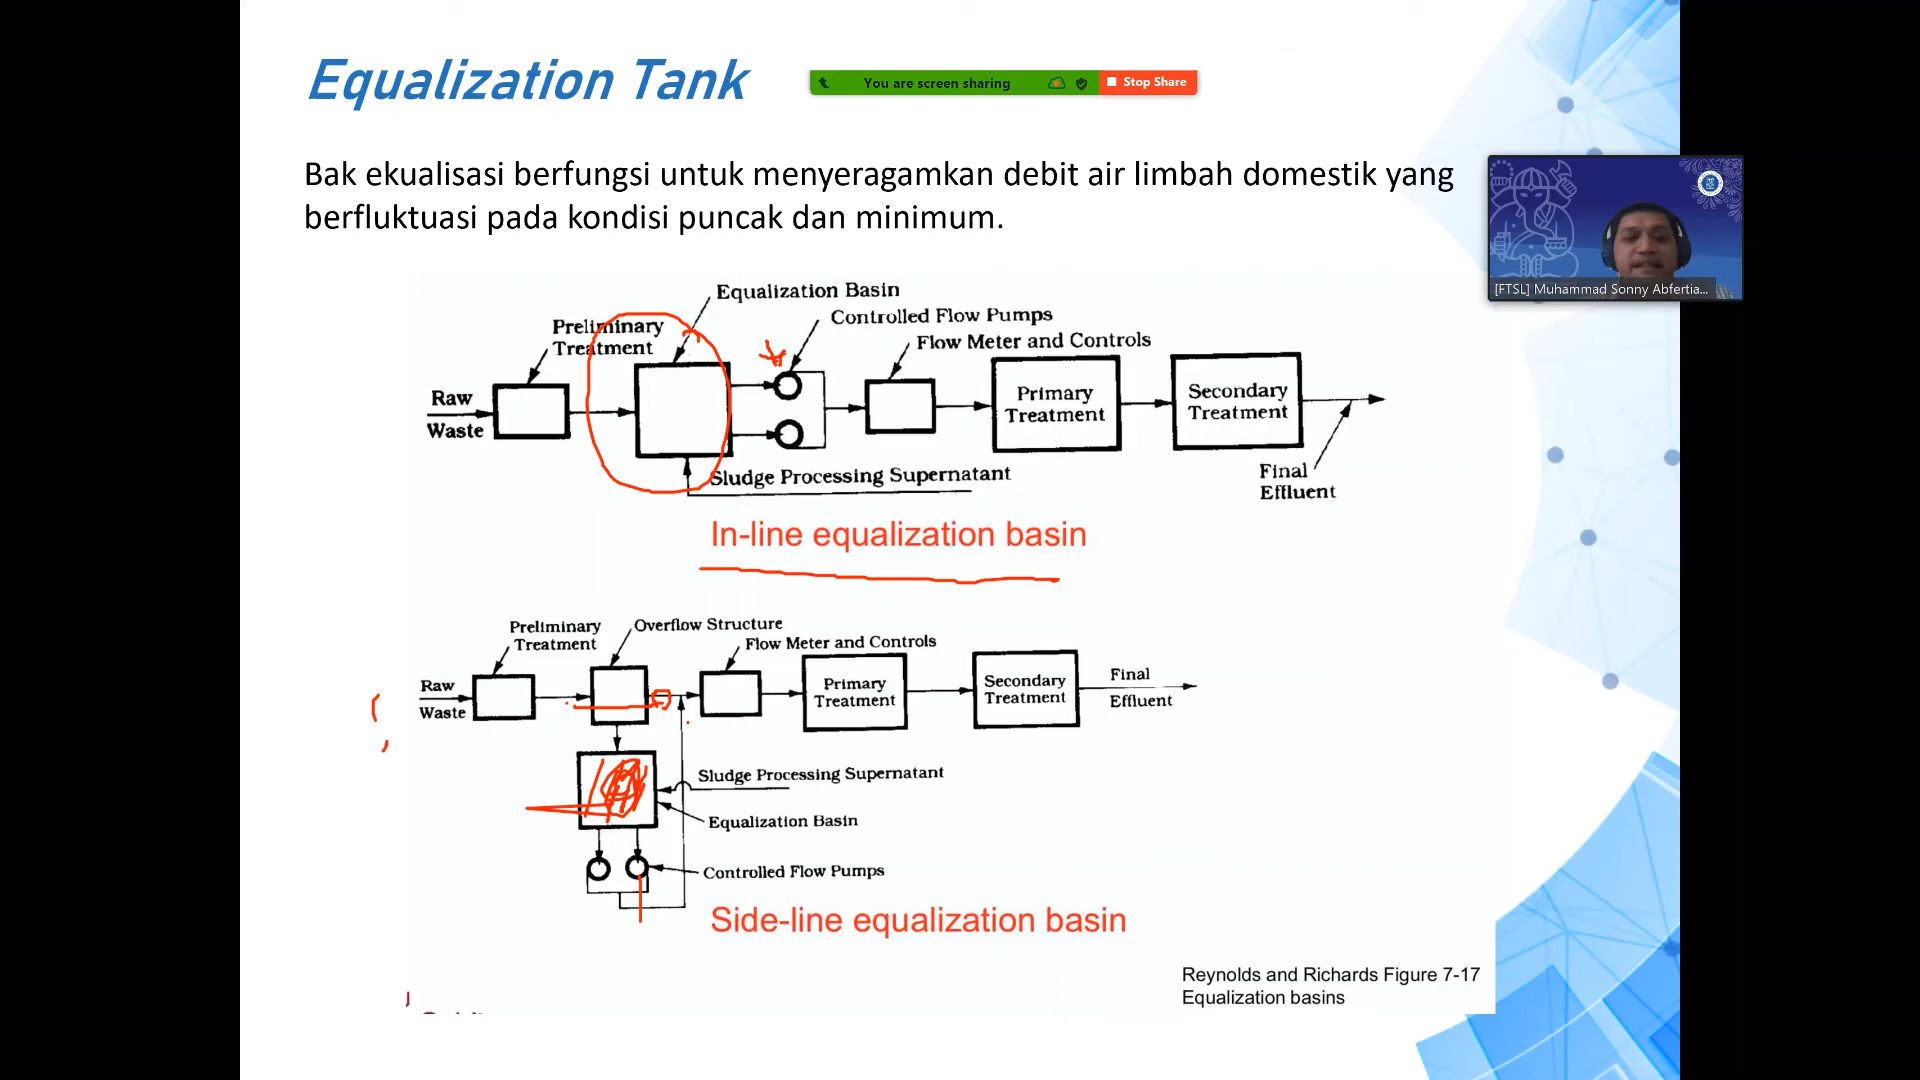 Equalization Tank
You are screen sharing
Stop Share
Bak ekualisasi berfungsi untuk menyeragamkan debit air limbah domestik yang
berfluktuasi pada kondisi puncak dan minimum.
[FTSL] Muhammad Sonny Abfertia...
Equalization Basin
Controlled Flow Pumps
Preliminary
Treatment
Flow Meter and Controls
Raw
Waste
Primary
Treatment
Secondary
Treatment
Sludge Processing Supernatant
Final
Effluent
In-line equalization basin
Preliminary
Treatment
Overflow Structure
Flow Meter and Controls
Raw
Waste
Primary
Treatment
Secondary
Treatment
Final
Effluent
Sludge Processing Supernatant
Equalization Basin
Controlled Flow Pumps
Side-line equalization basin
Reynolds and Richards Figure 7-17
Equalization basins